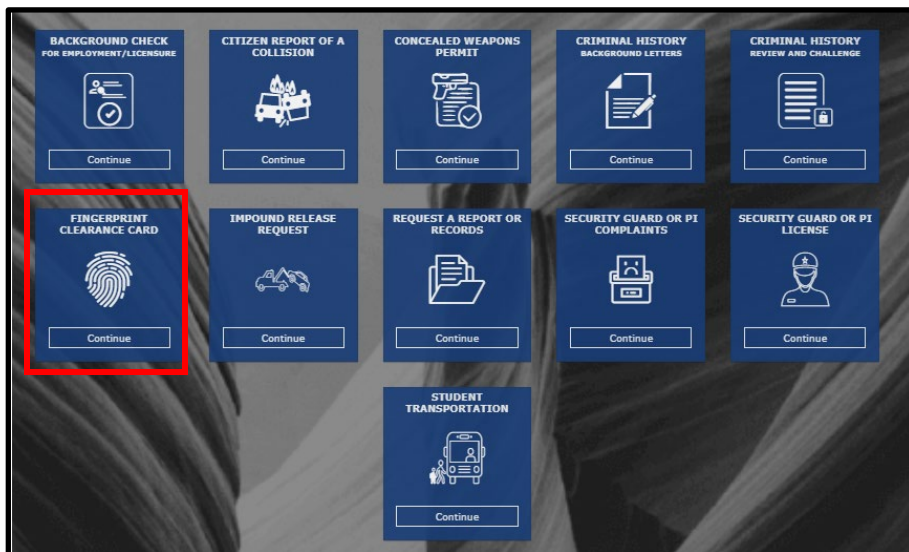 BACKGROUND CHECK
FOR EMPLOYMENT/LICENSURE
Continue
CITIZEN REPORT OF A
COLLISION
Continue
CONCEALED WEAPONS
PERMIT
Continue
CRIMINAL HISTORY
BACKGROUND LETTERS
Continue
CRIMINAL HISTORY
REVIEW AND CHALLENGE
Continue
FINGERPRINT
CLEARANCE CARD
Continue
IMPOUND RELEASE
REQUEST
Continue
REQUEST A REPORT OR
RECORDS
Continue
SECURITY GUARD OR PI
COMPLAINTS
Continue
SECURITY GUARD OR PI
LICENSE
Continue
STUDENT
TRANSPORTATION
Continue